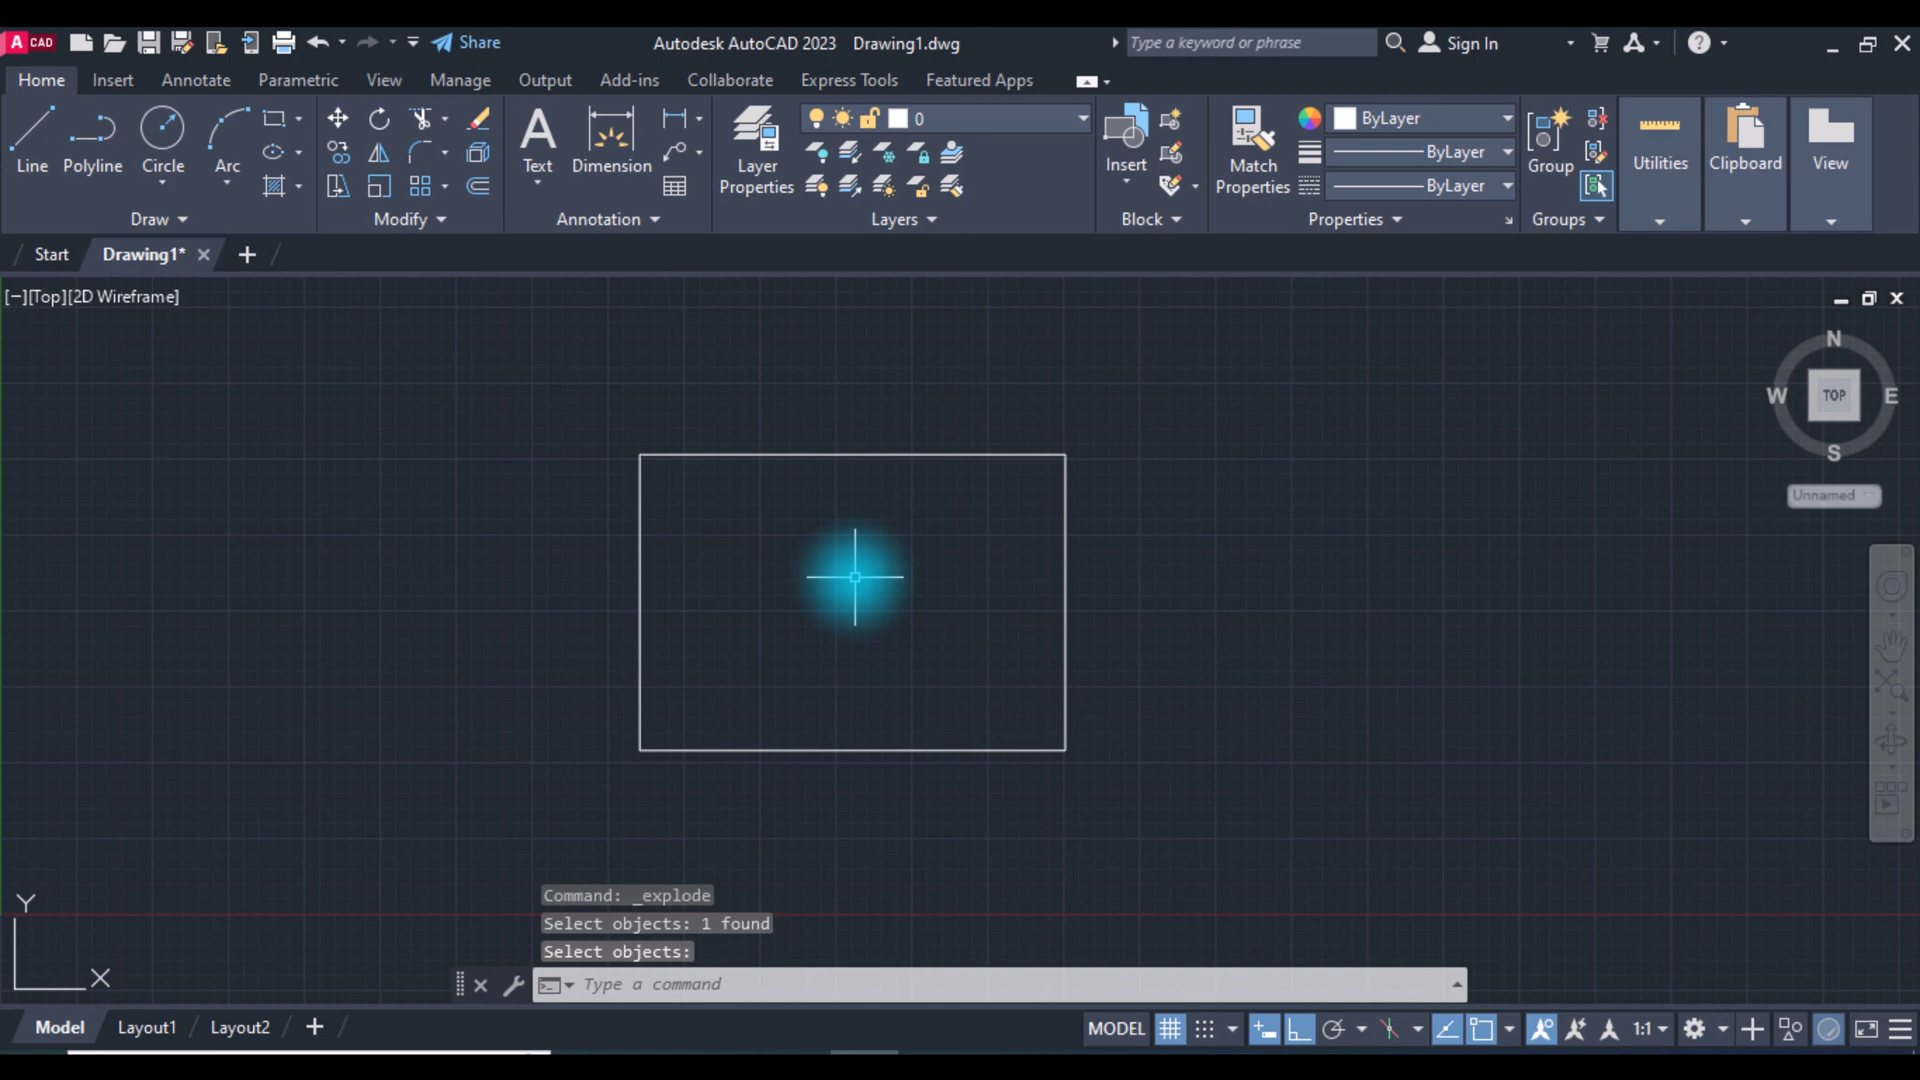 A CAD Share Autodesk AutoCAD 2023 Drawing1.dwg Type a keyword or phrase Sign In
Home Insert Annotate Parametric View Manage Output Add-ins Collaborate Express Tools Featured Apps
Line Polyline Circle Arc
Text Dimension
Layer Properties
0
Insert
Match Properties
ByLayer
ByLayer
ByLayer
Group
Utilities
Clipboard
View
Draw Modify Annotation Layers Block Properties Groups
Start Drawing1* +
[−][Top][2D Wireframe]
N
W TOP E
S
Unnamed
Command: _explode
Select objects: 1 found
Select objects:
Type a command
Y
X
Model Layout1 Layout2 + MODEL 1:1